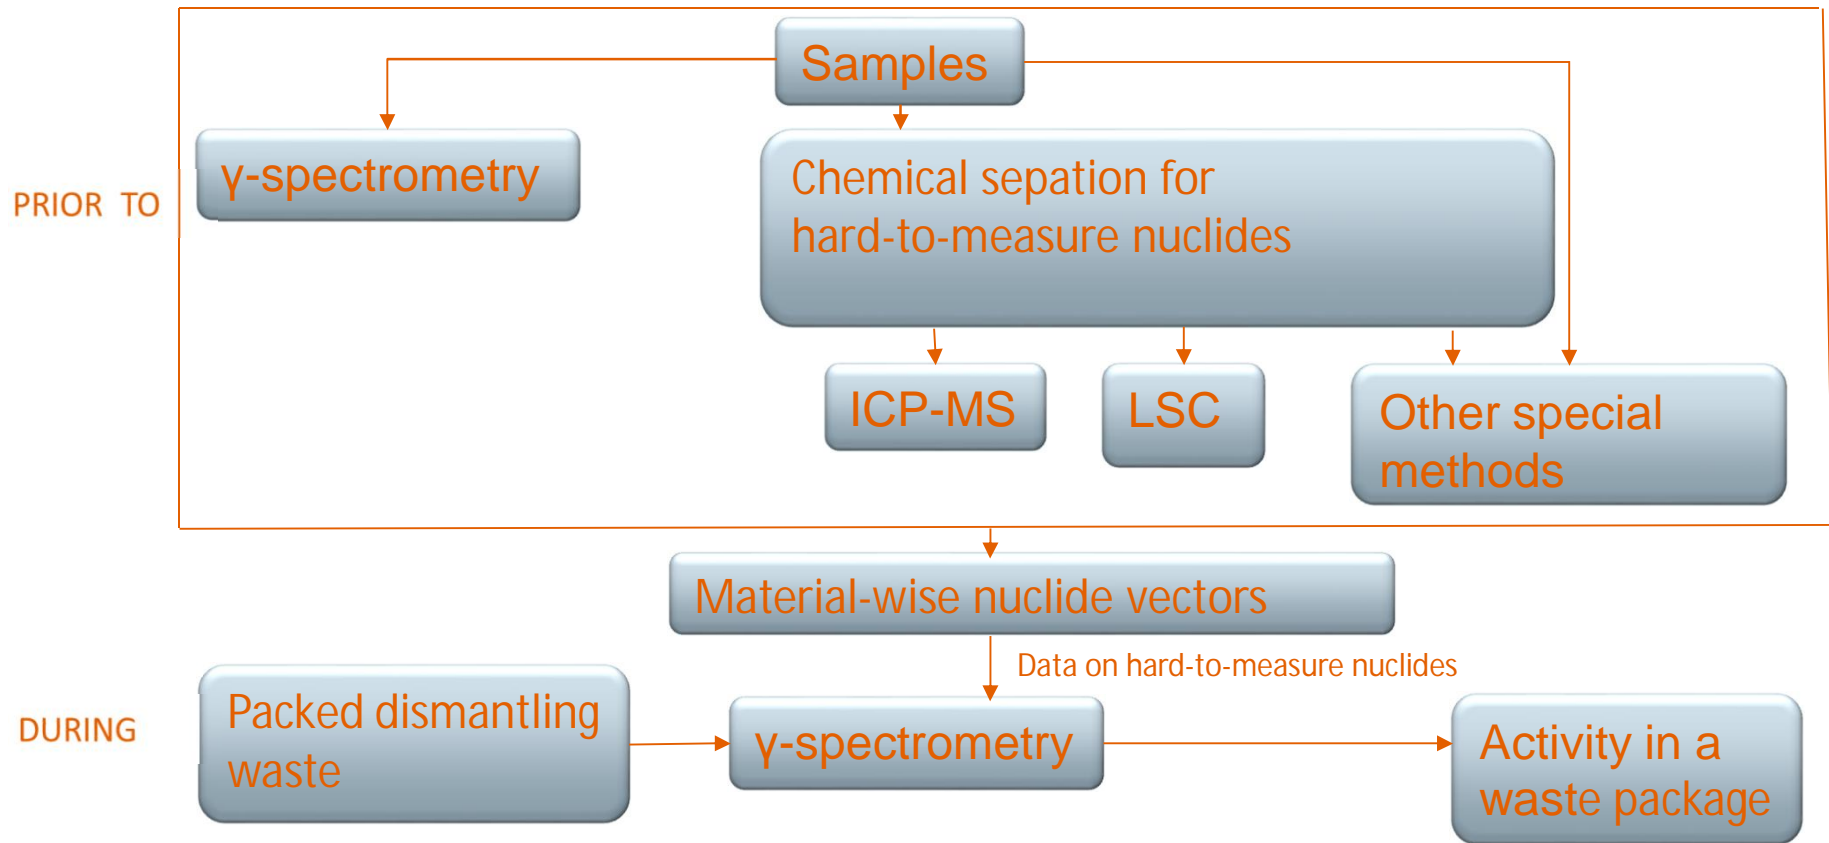 Samples
γ-spectrometry
Chemical sepation for
hard-to-measure nuclides
PRIOR TO
ICP-MS
LSC
Other special
methods
Material-wise nuclide vectors
Data on hard-to-measure nuclides
DURING
Packed dismantling
waste
γ-spectrometry
Activity in a
waste package